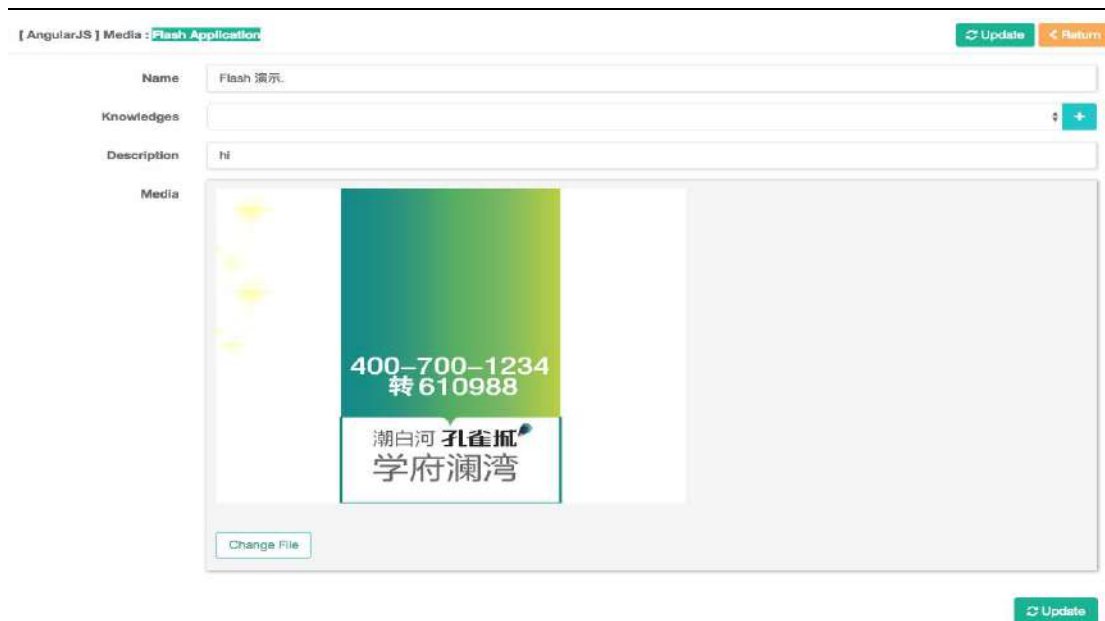 [ AngularJS ] Media : Flash Application
Update
Return
Name
Flash 演示.
Knowledges
+
Description
hi
Media
400-700-1234
转 610988
潮白河 孔雀城
学府澜湾
Change File
Update